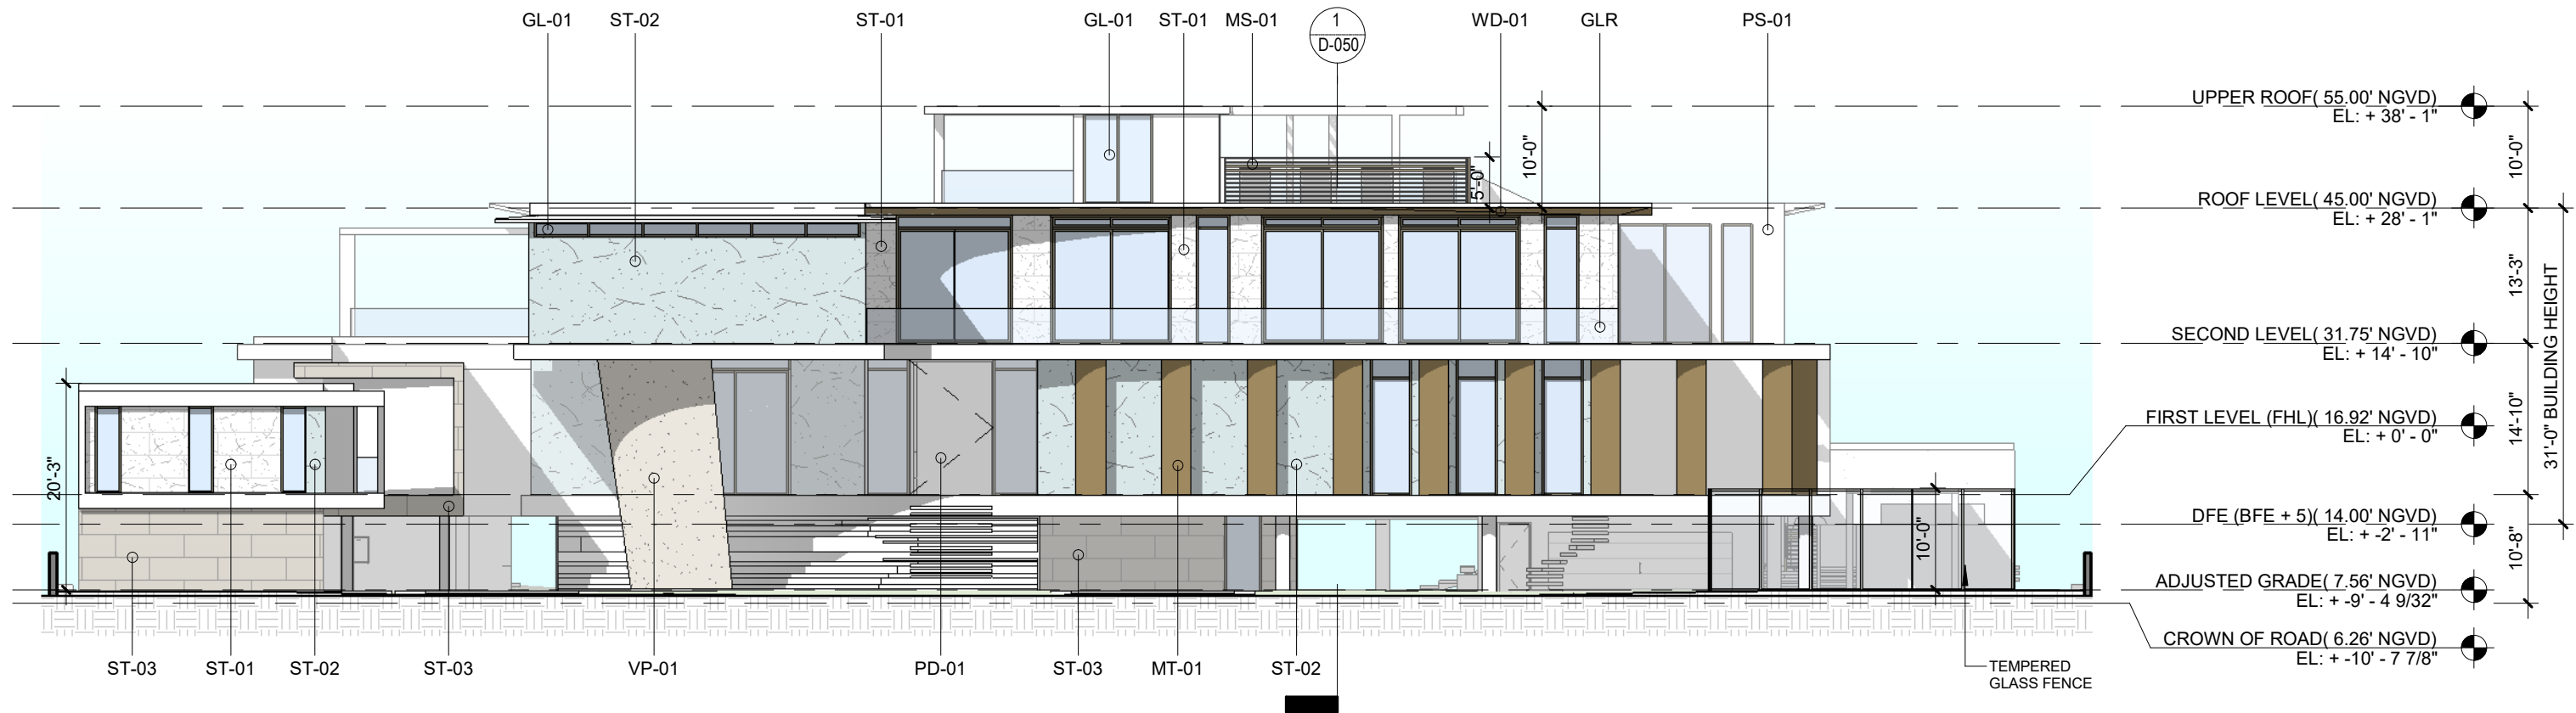 GL-01 ST-02 ST-01 GL-01 ST-01 MS-01 1 WD-01 GLR PS-01
D-050
UPPER ROOF( 55.00' NGVD)
EL: + 38' - 1"
10'-0"
10'-0"
5'-0"
ROOF LEVEL( 45.00' NGVD)
EL: + 28' - 1"
13'-3"
SECOND LEVEL( 31.75' NGVD)
EL: + 14' - 10"
31'-0" BUILDING HEIGHT
FIRST LEVEL (FHL)( 16.92' NGVD)
EL: + 0' - 0"
14'-10"
20'-3"
DFE (BFE + 5)( 14.00' NGVD)
EL: + -2' - 11"
10'-0"
10'-8"
ADJUSTED GRADE( 7.56' NGVD)
EL: + -9' - 4 9/32"
CROWN OF ROAD( 6.26' NGVD)
EL: + -10' - 7 7/8"
ST-03 ST-01 ST-02 ST-03 VP-01 PD-01 ST-03 MT-01 ST-02
TEMPERED
GLASS FENCE